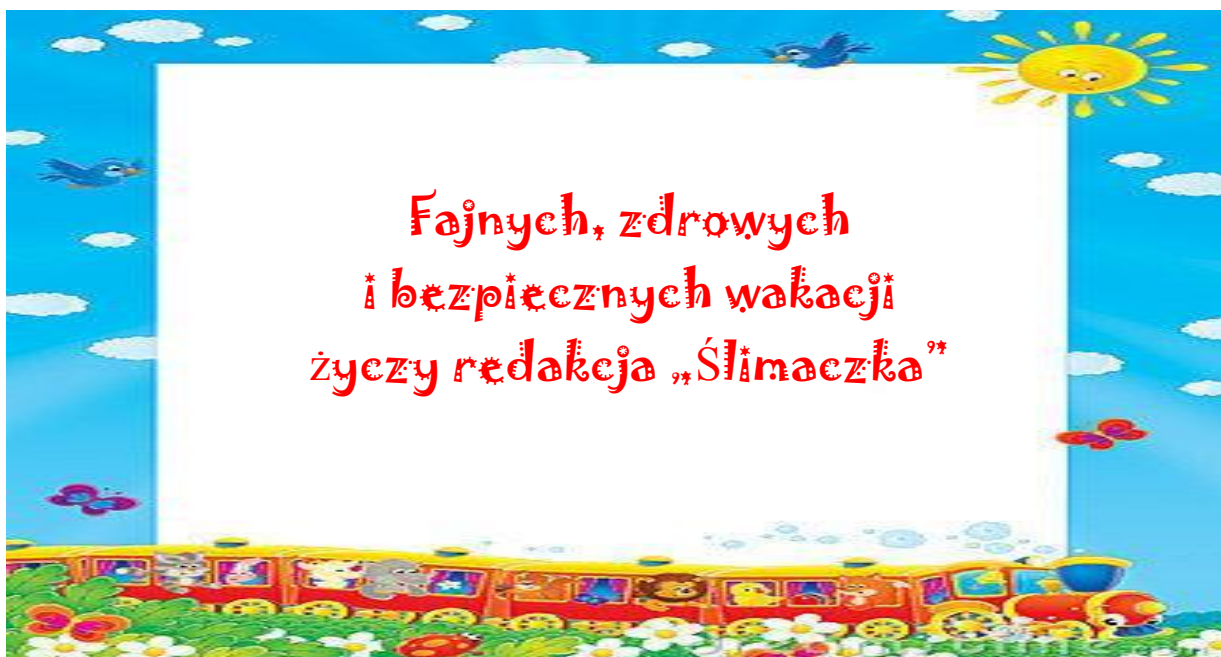 Fajnych, zdrowych
i bezpiecznych wakacji
życzy redakcja „Ślimaczka”